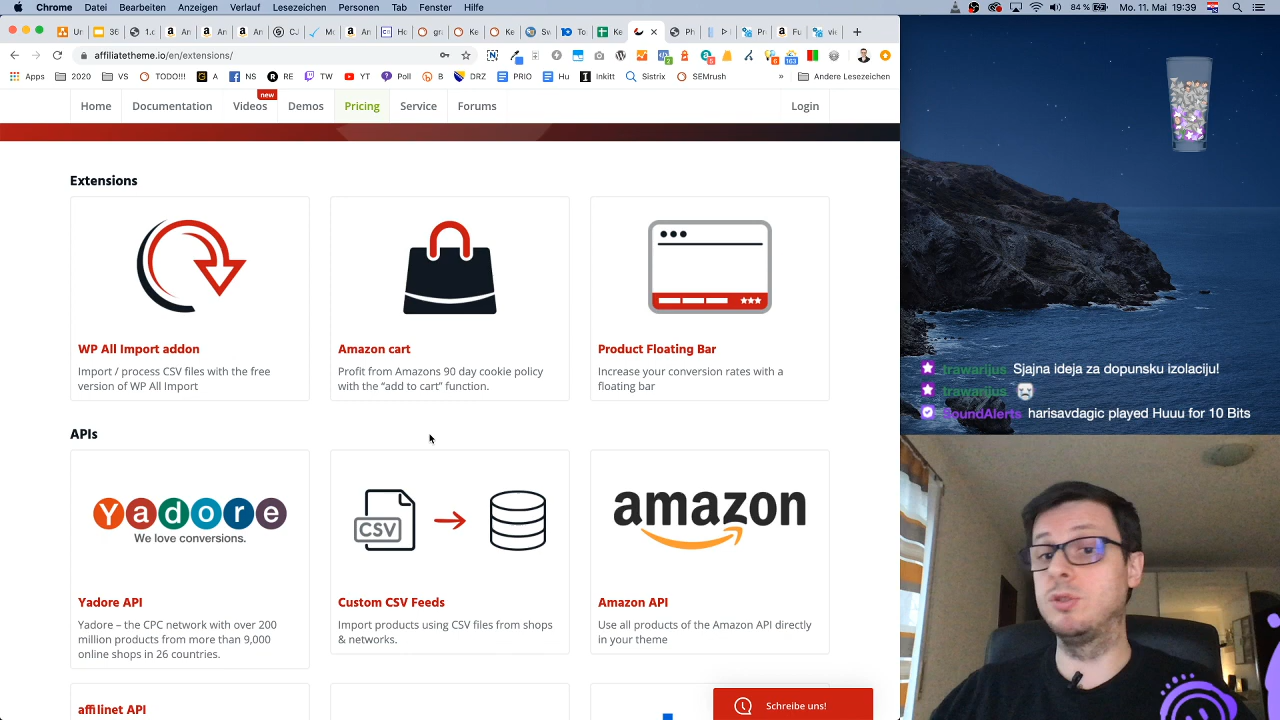 Chrome Datei Bearbeiten Anzeigen Verlauf Lesezeichen Personen Tab Fenster Hilfe
84 % Mo. 11. Mai 19:39
affiliatetheme.io/en/extensions/
Apps 2020 VS TODO!!! A NS RE TW YT Poll B DRZ PRIO Hu Inkitt Sistrix SEMrush » Andere Lesezeichen
new
Home Documentation Videos Demos Pricing Service Forums Login
Extensions
WP All Import addon
Import / process CSV files with the free
version of WP All Import
Amazon cart
Profit from Amazons 90 day cookie policy
with the “add to cart” function.
Product Floating Bar
Increase your conversion rates with a
floating bar
APIs
Yadore
We love conversions.
Yadore API
Yadore – the CPC network with over 200
million products from more than 9,000
online shops in 26 countries.
CSV
Custom CSV Feeds
Import products using CSV files from shops
& networks.
amazon
Amazon API
Use all products of the Amazon API directly
in your theme
affilinet API
Schreibe uns!
trawarijus Sjajna ideja za dopunsku izolaciju!
trawarijus
SoundAlerts harisavdagic played Huuu for 10 Bits